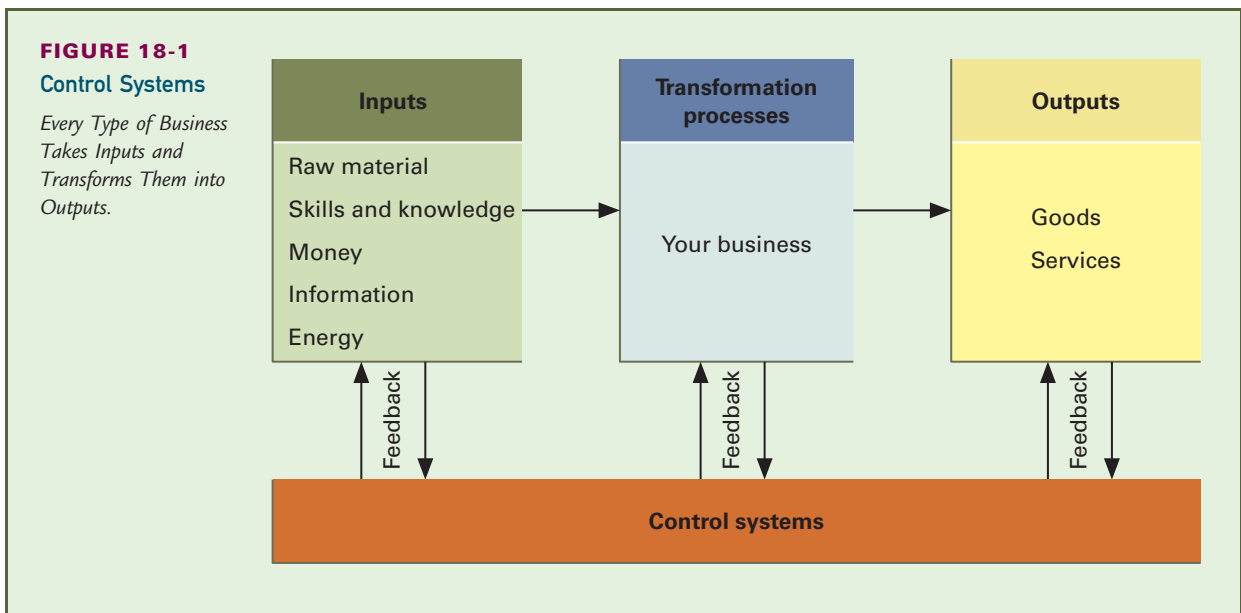 FIGURE 18-1
Control Systems
Every Type of Business
Takes Inputs and
Transforms Them into
Outputs.
Inputs
Raw material
Skills and knowledge
Money
Information
Energy
Transformation
processes
Your business
Outputs
Goods
Services
Feedback
Feedback
Feedback
Control systems